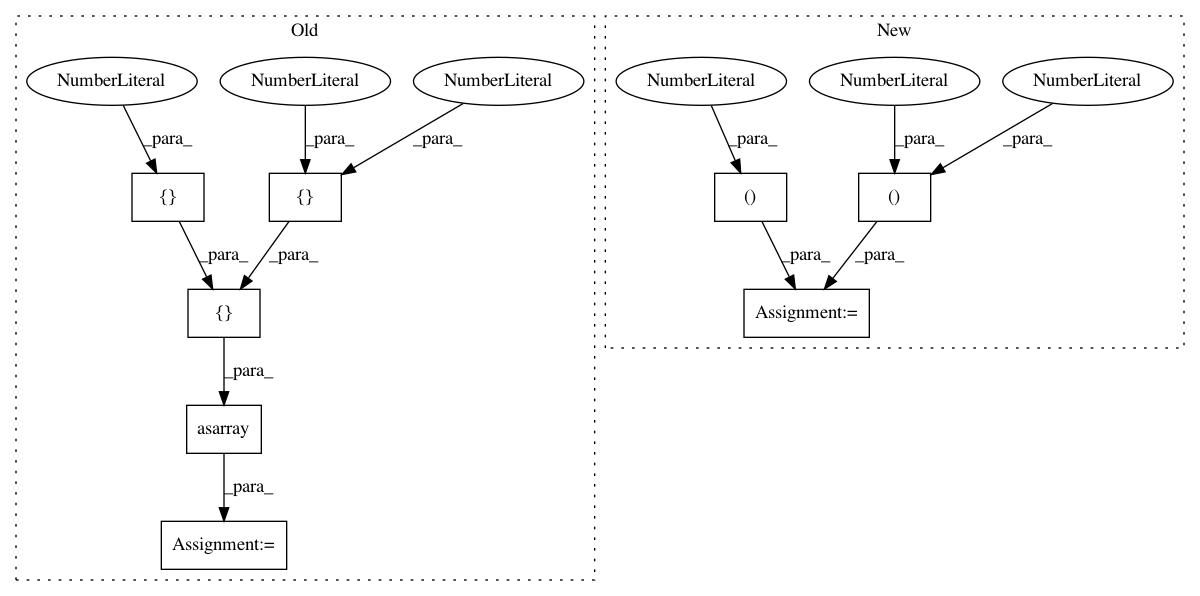 Old
New
NumberLiteral NumberLiteral NumberLiteral NumberLiteral NumberLiteral NumberLiteral
_para_ _para_ _para_ _para_ _para_ _para_
{} {} () ()
_para_ _para_ _para_ _para_
{} Assignment:=
_para_
asarray
_para_
Assignment:=